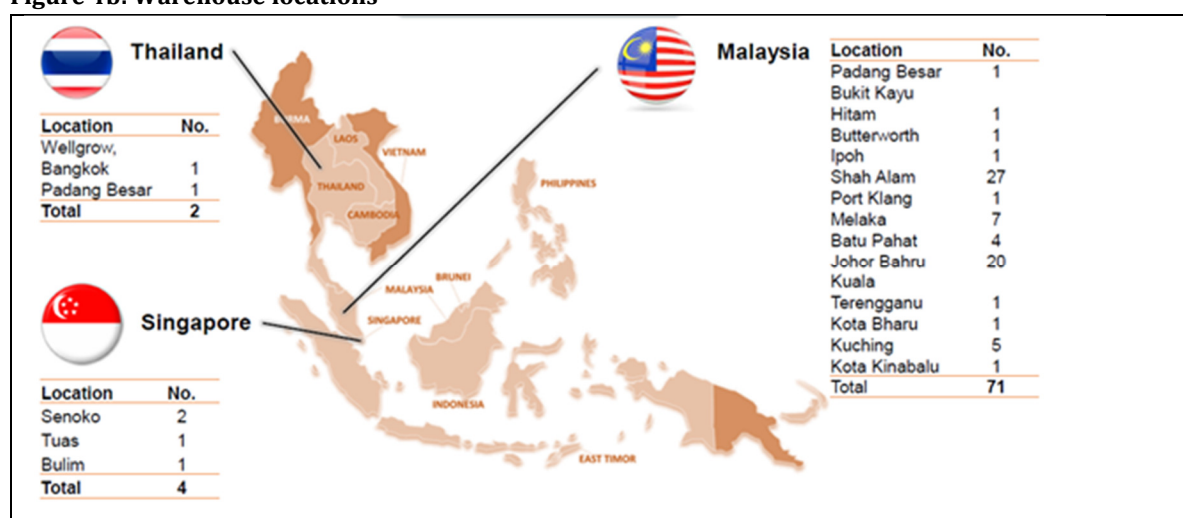 Figure 1b: Warehouse locations
Thailand
Location No.
Wellgrow,
Bangkok 1
Padang Besar 1
Total 2
Singapore
Location No.
Senoko 2
Tuas 1
Bulim 1
Total 4
BURMA
LAOS
VIETNAM
THAILAND
CAMBODIA
PHILIPPINES
BRUNEI
MALAYSIA
SINGAPORE
INDONESIA
EAST TIMOR
Malaysia
Location No.
Padang Besar 1
Bukit Kayu
Hitam 1
Butterworth 1
Ipoh 1
Shah Alam 27
Port Klang 1
Melaka 7
Batu Pahat 4
Johor Bahru 20
Kuala
Terengganu 1
Kota Bharu 1
Kuching 5
Kota Kinabalu 1
Total 71